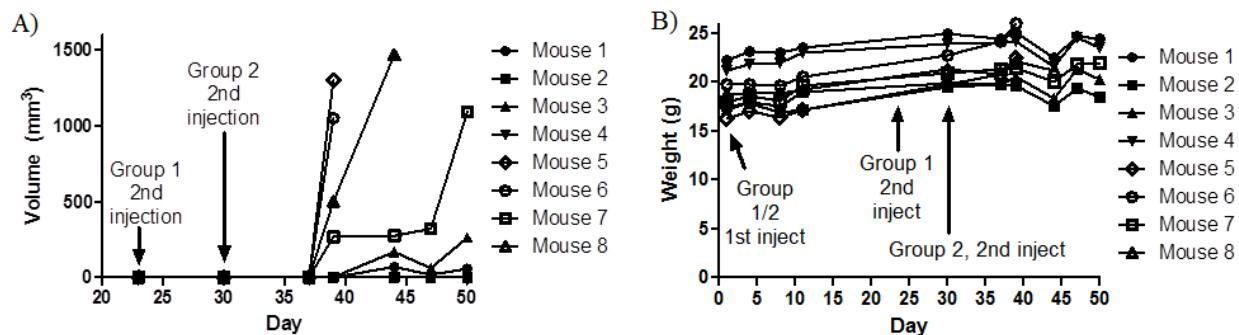 A)
Volume (mm³)
1500
1000
500
0
20 25 30 35 40 45 50
Day
Group 1
2nd
injection
Group 2
2nd
injection
Mouse 1
Mouse 2
Mouse 3
Mouse 4
Mouse 5
Mouse 6
Mouse 7
Mouse 8
B)
Weight (g)
25
20
15
10
5
0
0 5 10 15 20 25 30 35 40 45 50
Day
Group
1/2
1st inject
Group 1
2nd
inject
Group 2, 2nd inject
Mouse 1
Mouse 2
Mouse 3
Mouse 4
Mouse 5
Mouse 6
Mouse 7
Mouse 8